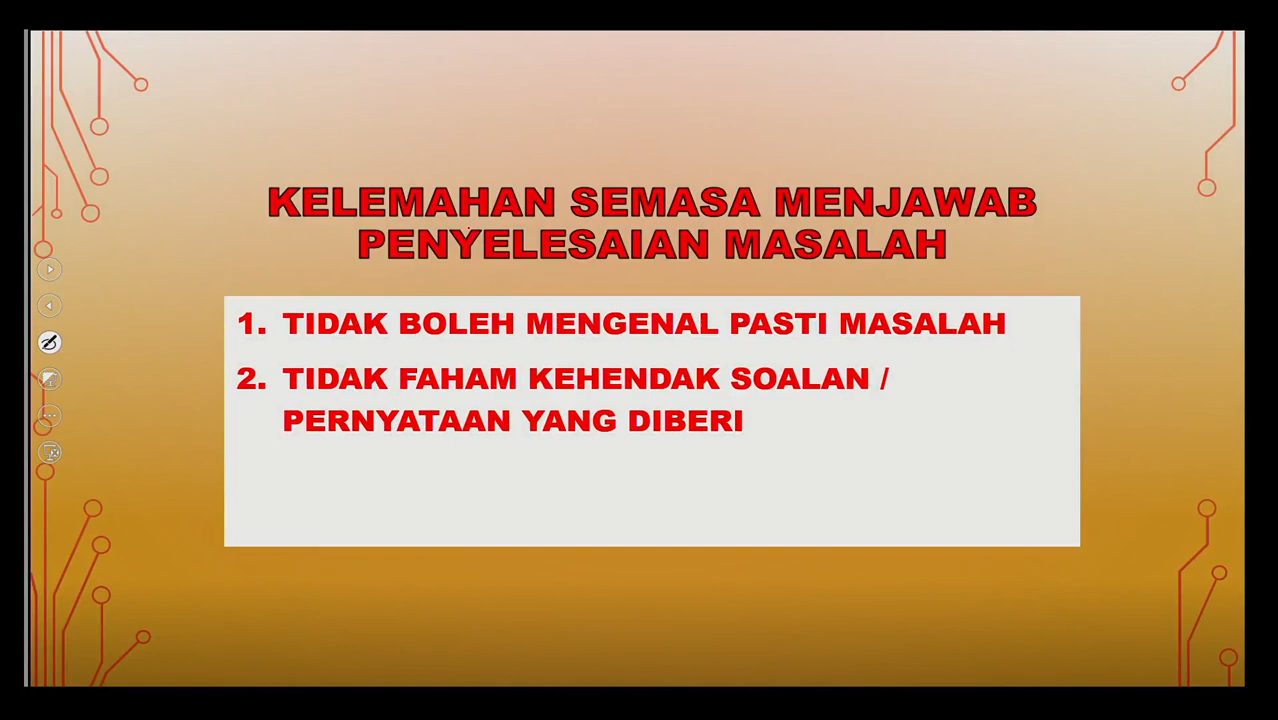 KELEMAHAN SEMASA MENJAWAB
PENYELESAIAN MASALAH
1. TIDAK BOLEH MENGENAL PASTI MASALAH
2. TIDAK FAHAM KEHENDAK SOALAN /
PERNYATAAN YANG DIBERI